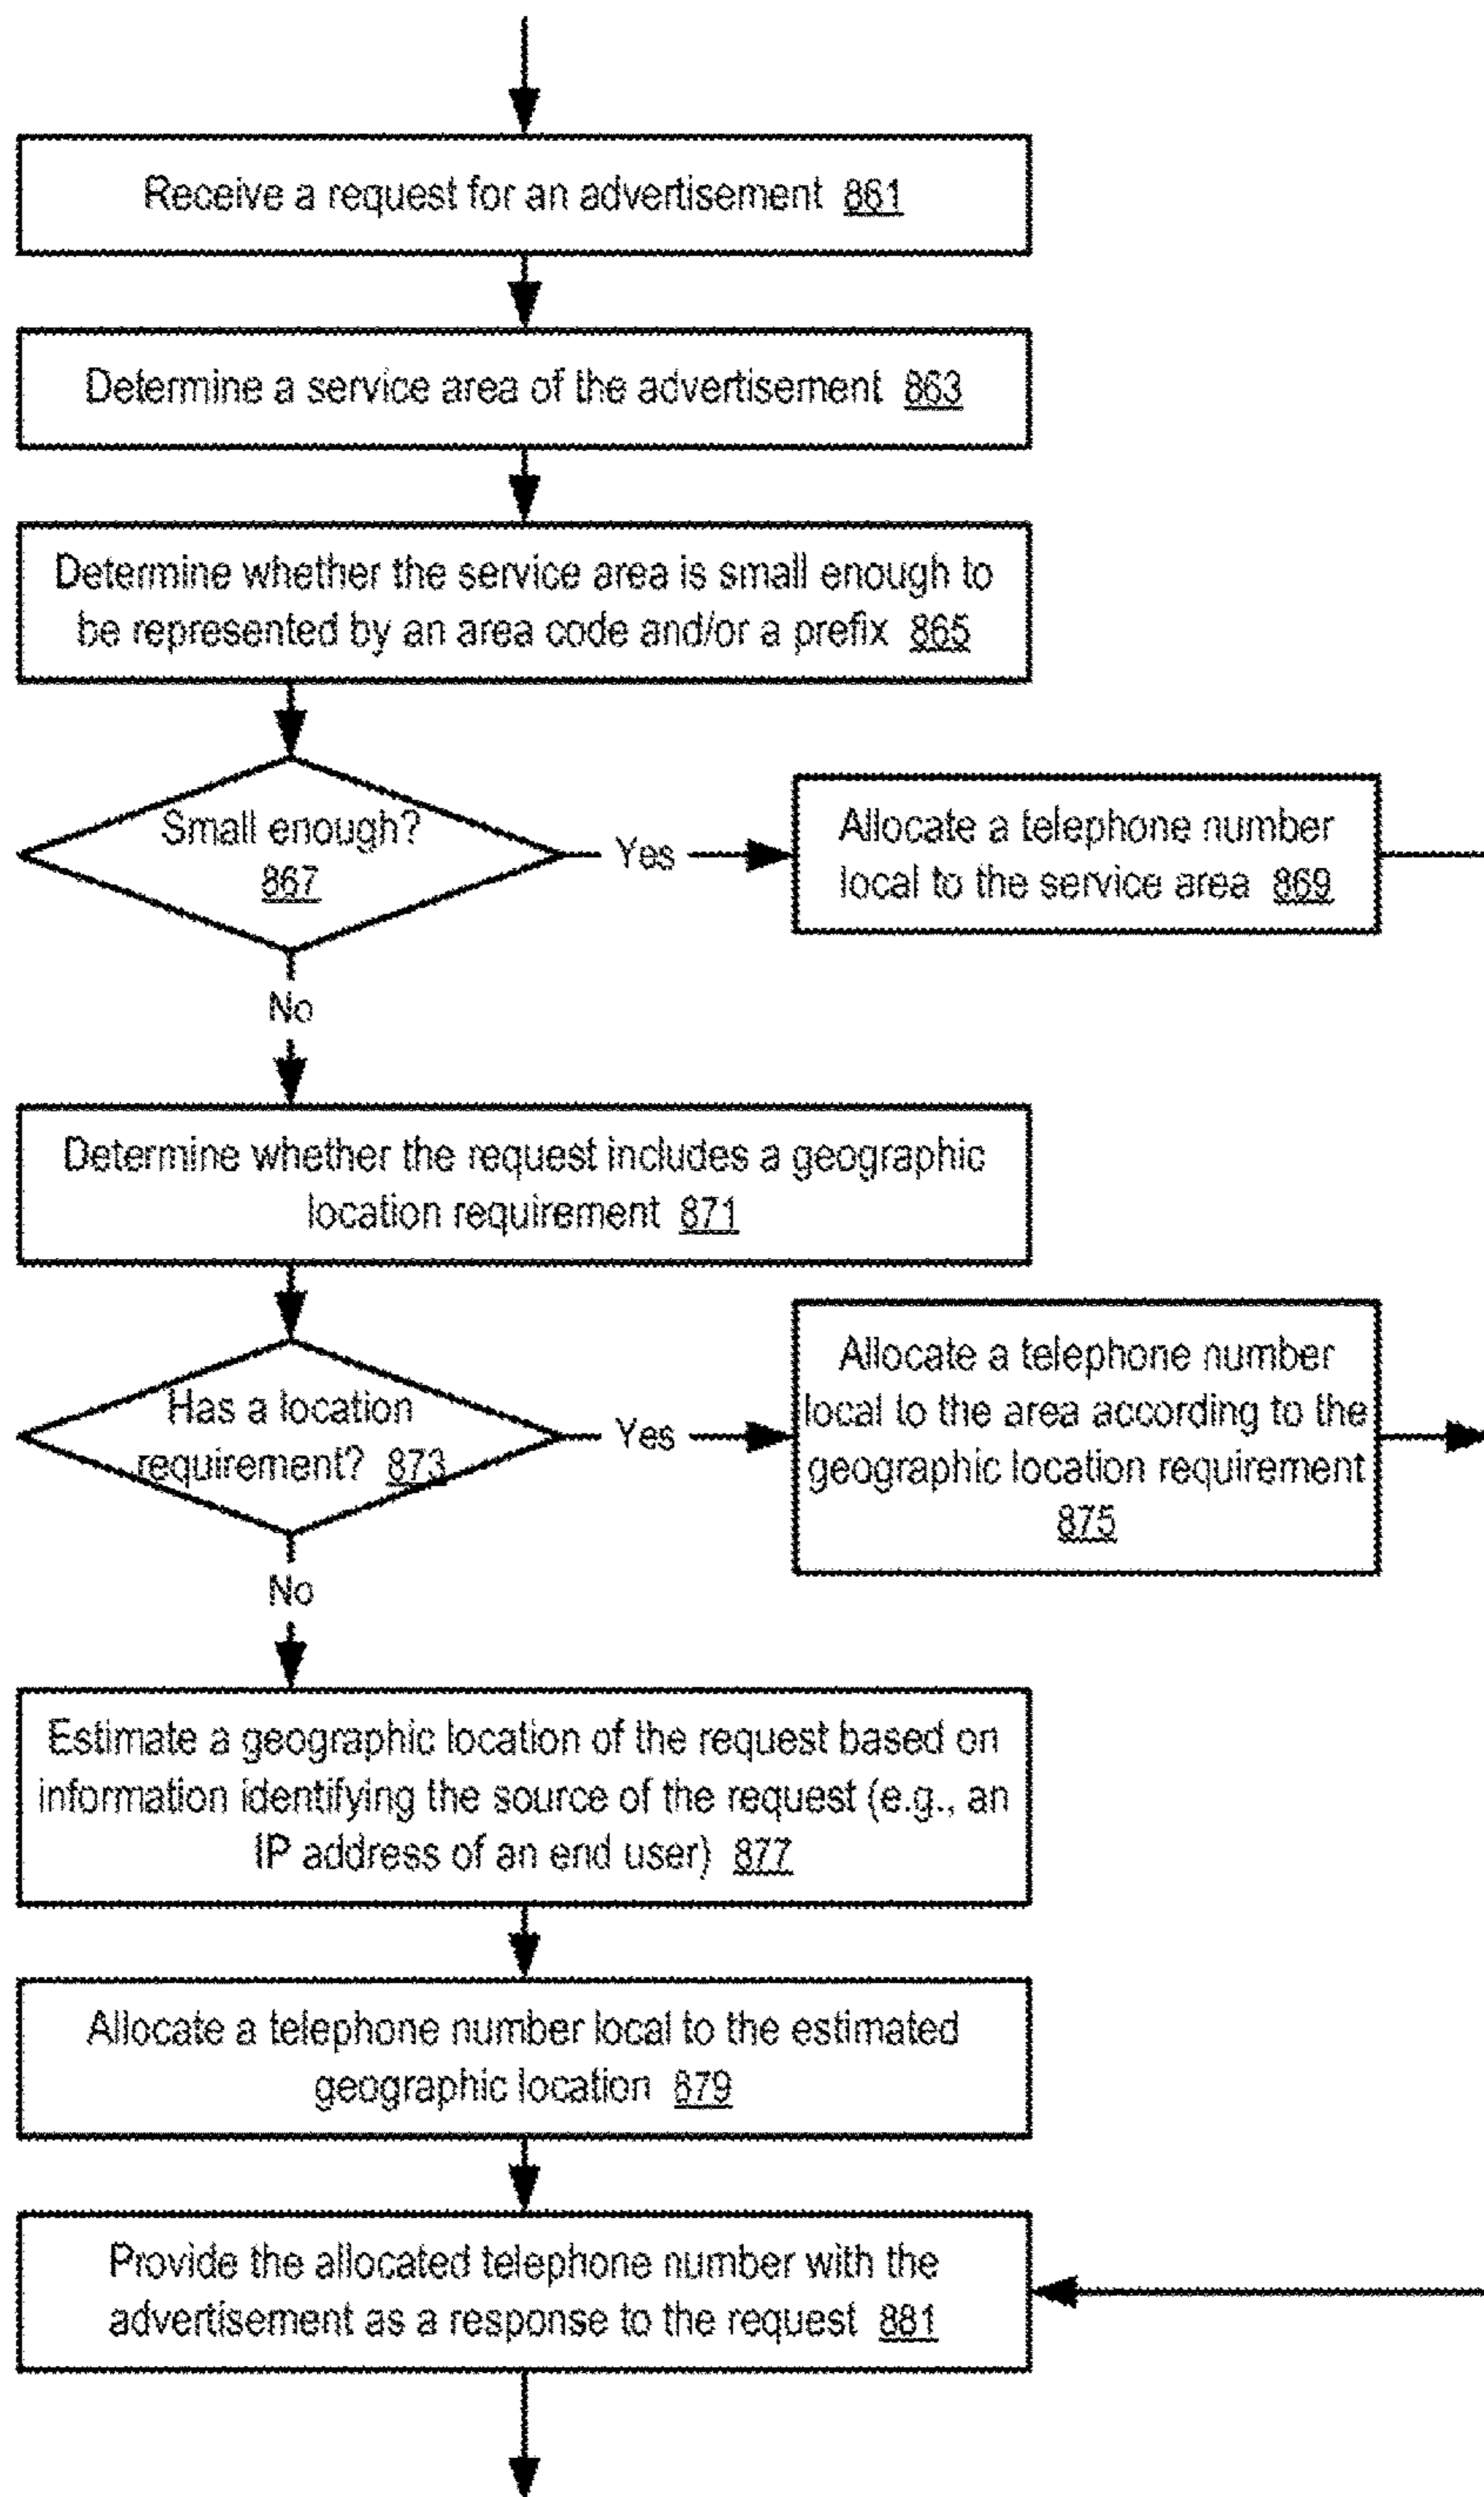 Receive a request for an advertisement 861
Determine a service area of the advertisement 863
Determine whether the service area is small enough to
be represented by an area code and/or a prefix 865
Small enough?
867
Yes
Allocate a telephone number
local to the service area 869
No
Determine whether the request includes a geographic
location requirement 871
Has a location
requirement? 873
Yes
Allocate a telephone number
local to the area according to the
geographic location requirement
875
No
Estimate a geographic location of the request based on
information identifying the source of the request (e.g., an
IP address of an end user) 877
Allocate a telephone number local to the estimated
geographic location 879
Provide the allocated telephone number with the
advertisement as a response to the request 881